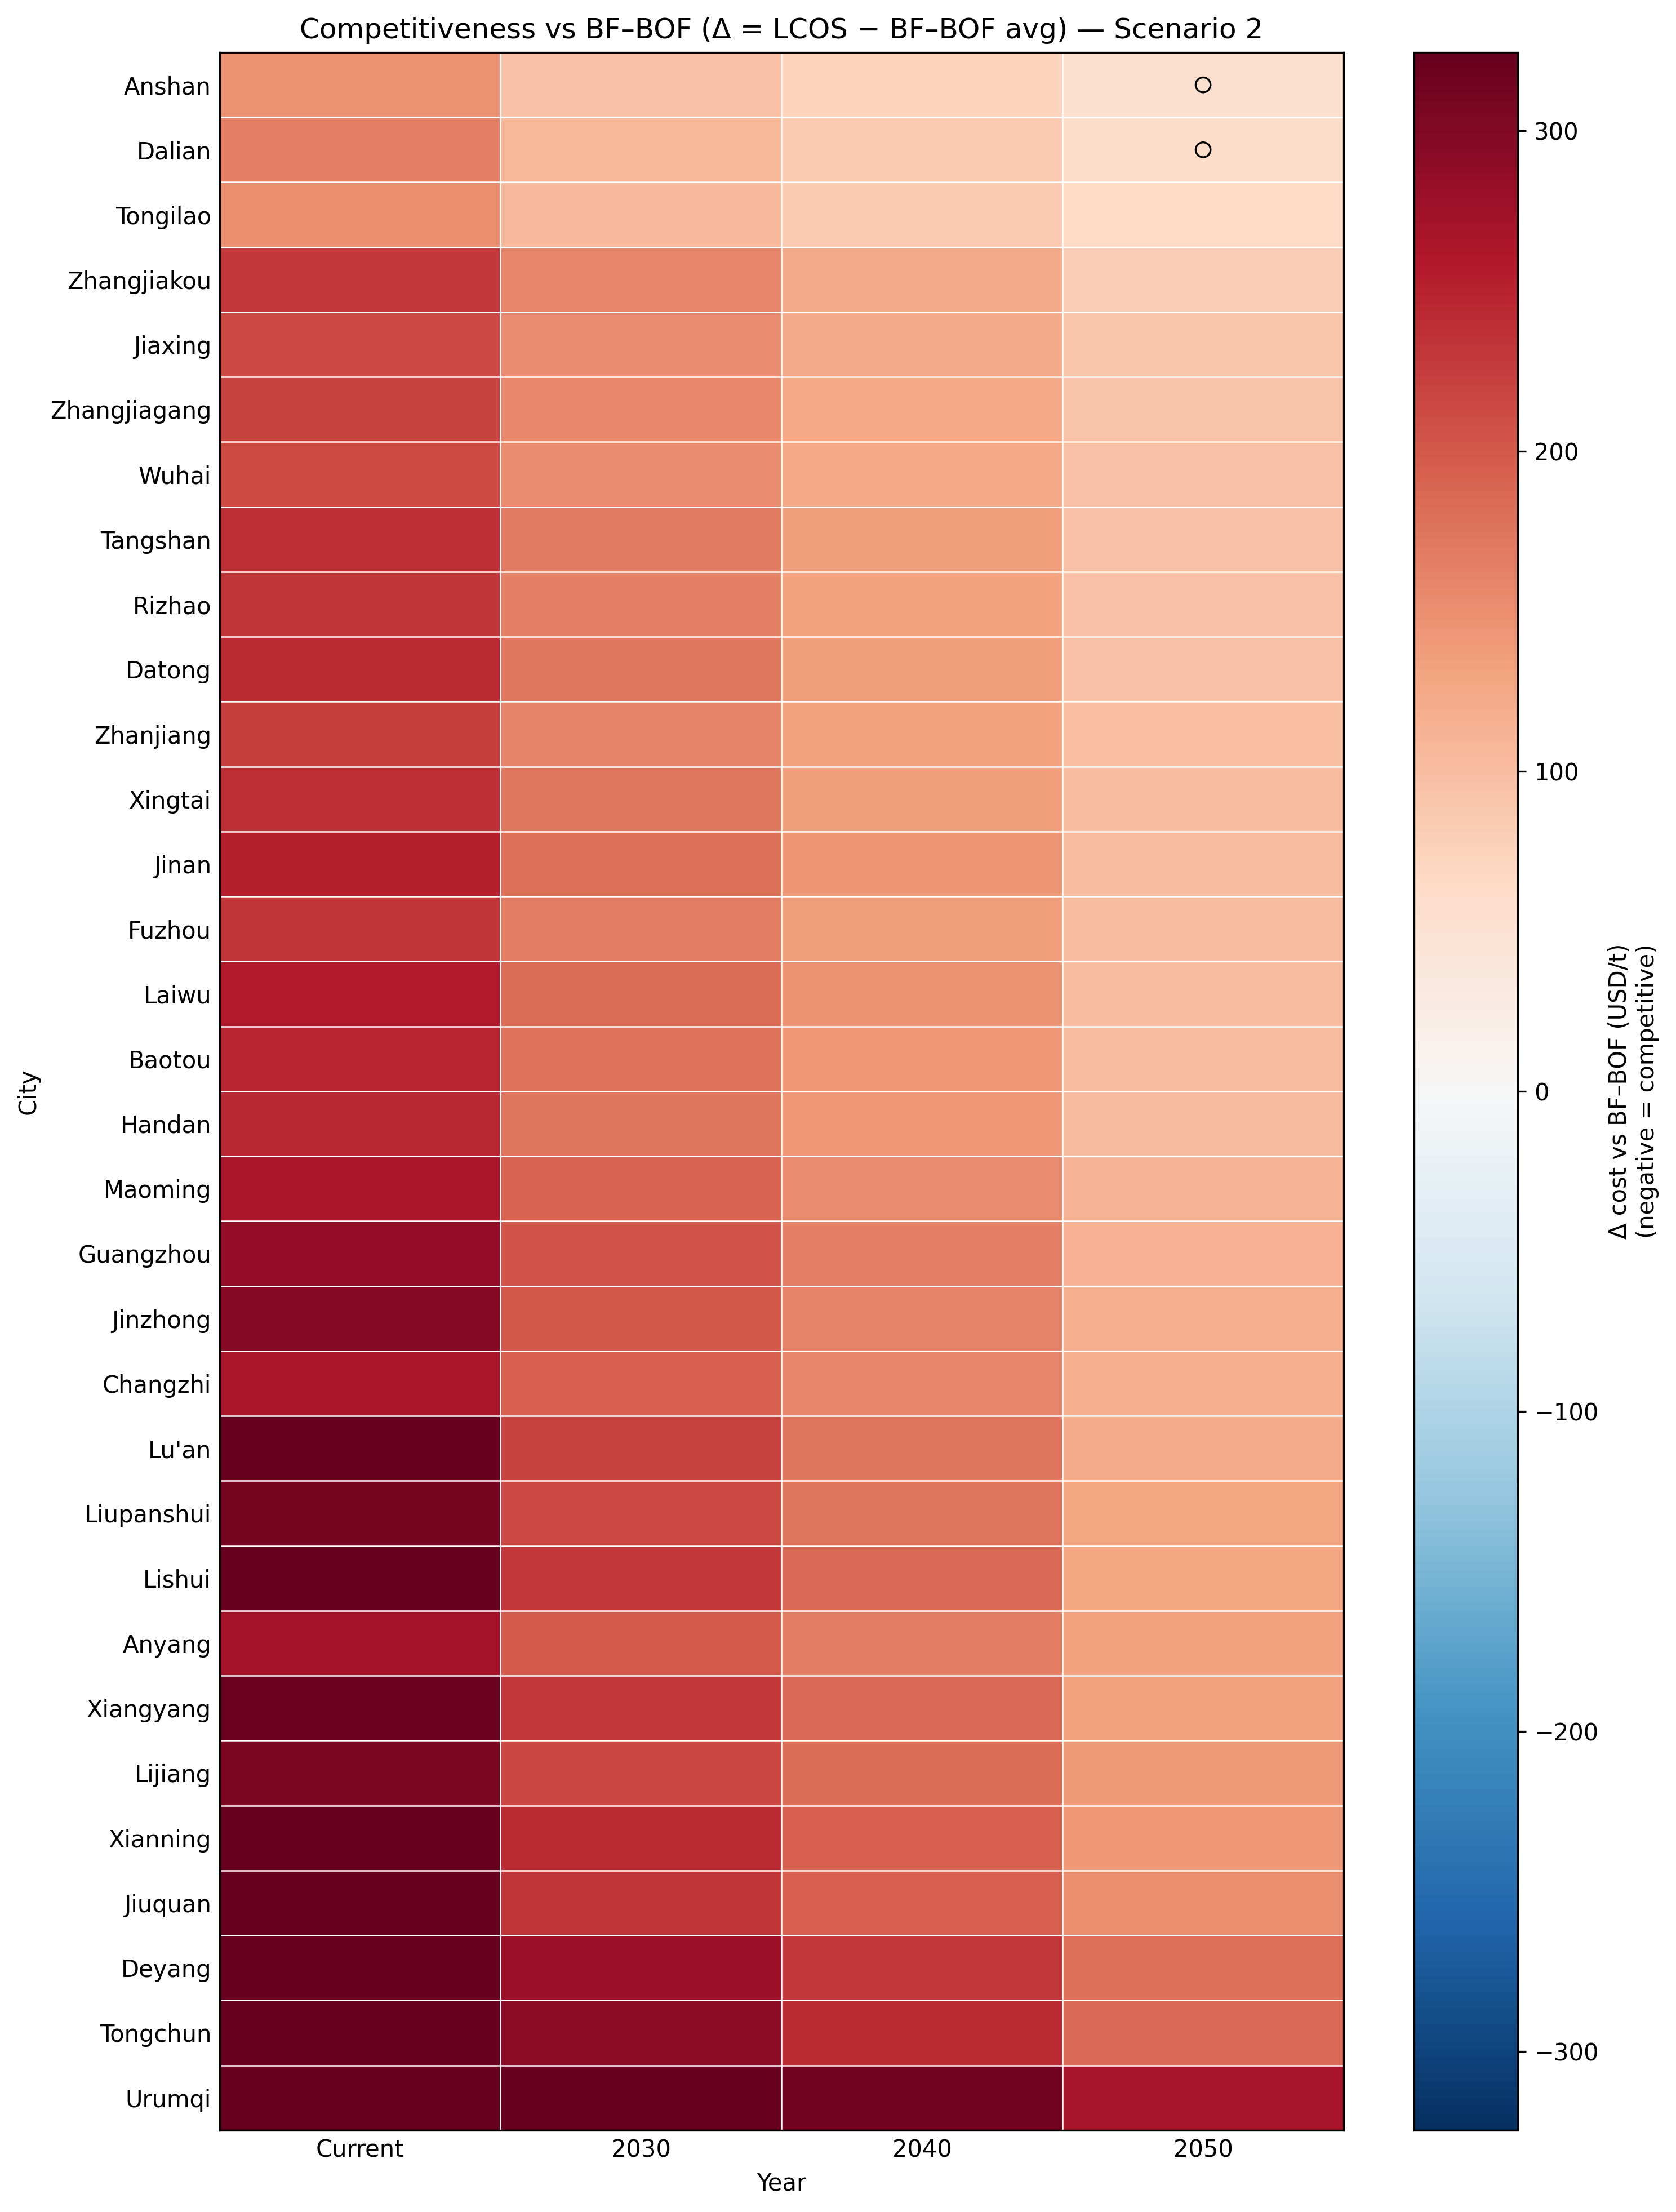 Competitiveness vs BF–BOF (Δ = LCOS − BF–BOF avg) — Scenario 2
City
Anshan
Dalian
Tongilao
Zhangjiakou
Jiaxing
Zhangjiagang
Wuhai
Tangshan
Rizhao
Datong
Zhanjiang
Xingtai
Jinan
Fuzhou
Laiwu
Baotou
Handan
Maoming
Guangzhou
Jinzhong
Changzhi
Lu'an
Liupanshui
Lishui
Anyang
Xiangyang
Lijiang
Xianning
Jiuquan
Deyang
Tongchun
Urumqi
Current
2030
2040
2050
Year
300
200
100
0
−100
−200
−300
Δ cost vs BF–BOF (USD/t)
(negative = competitive)